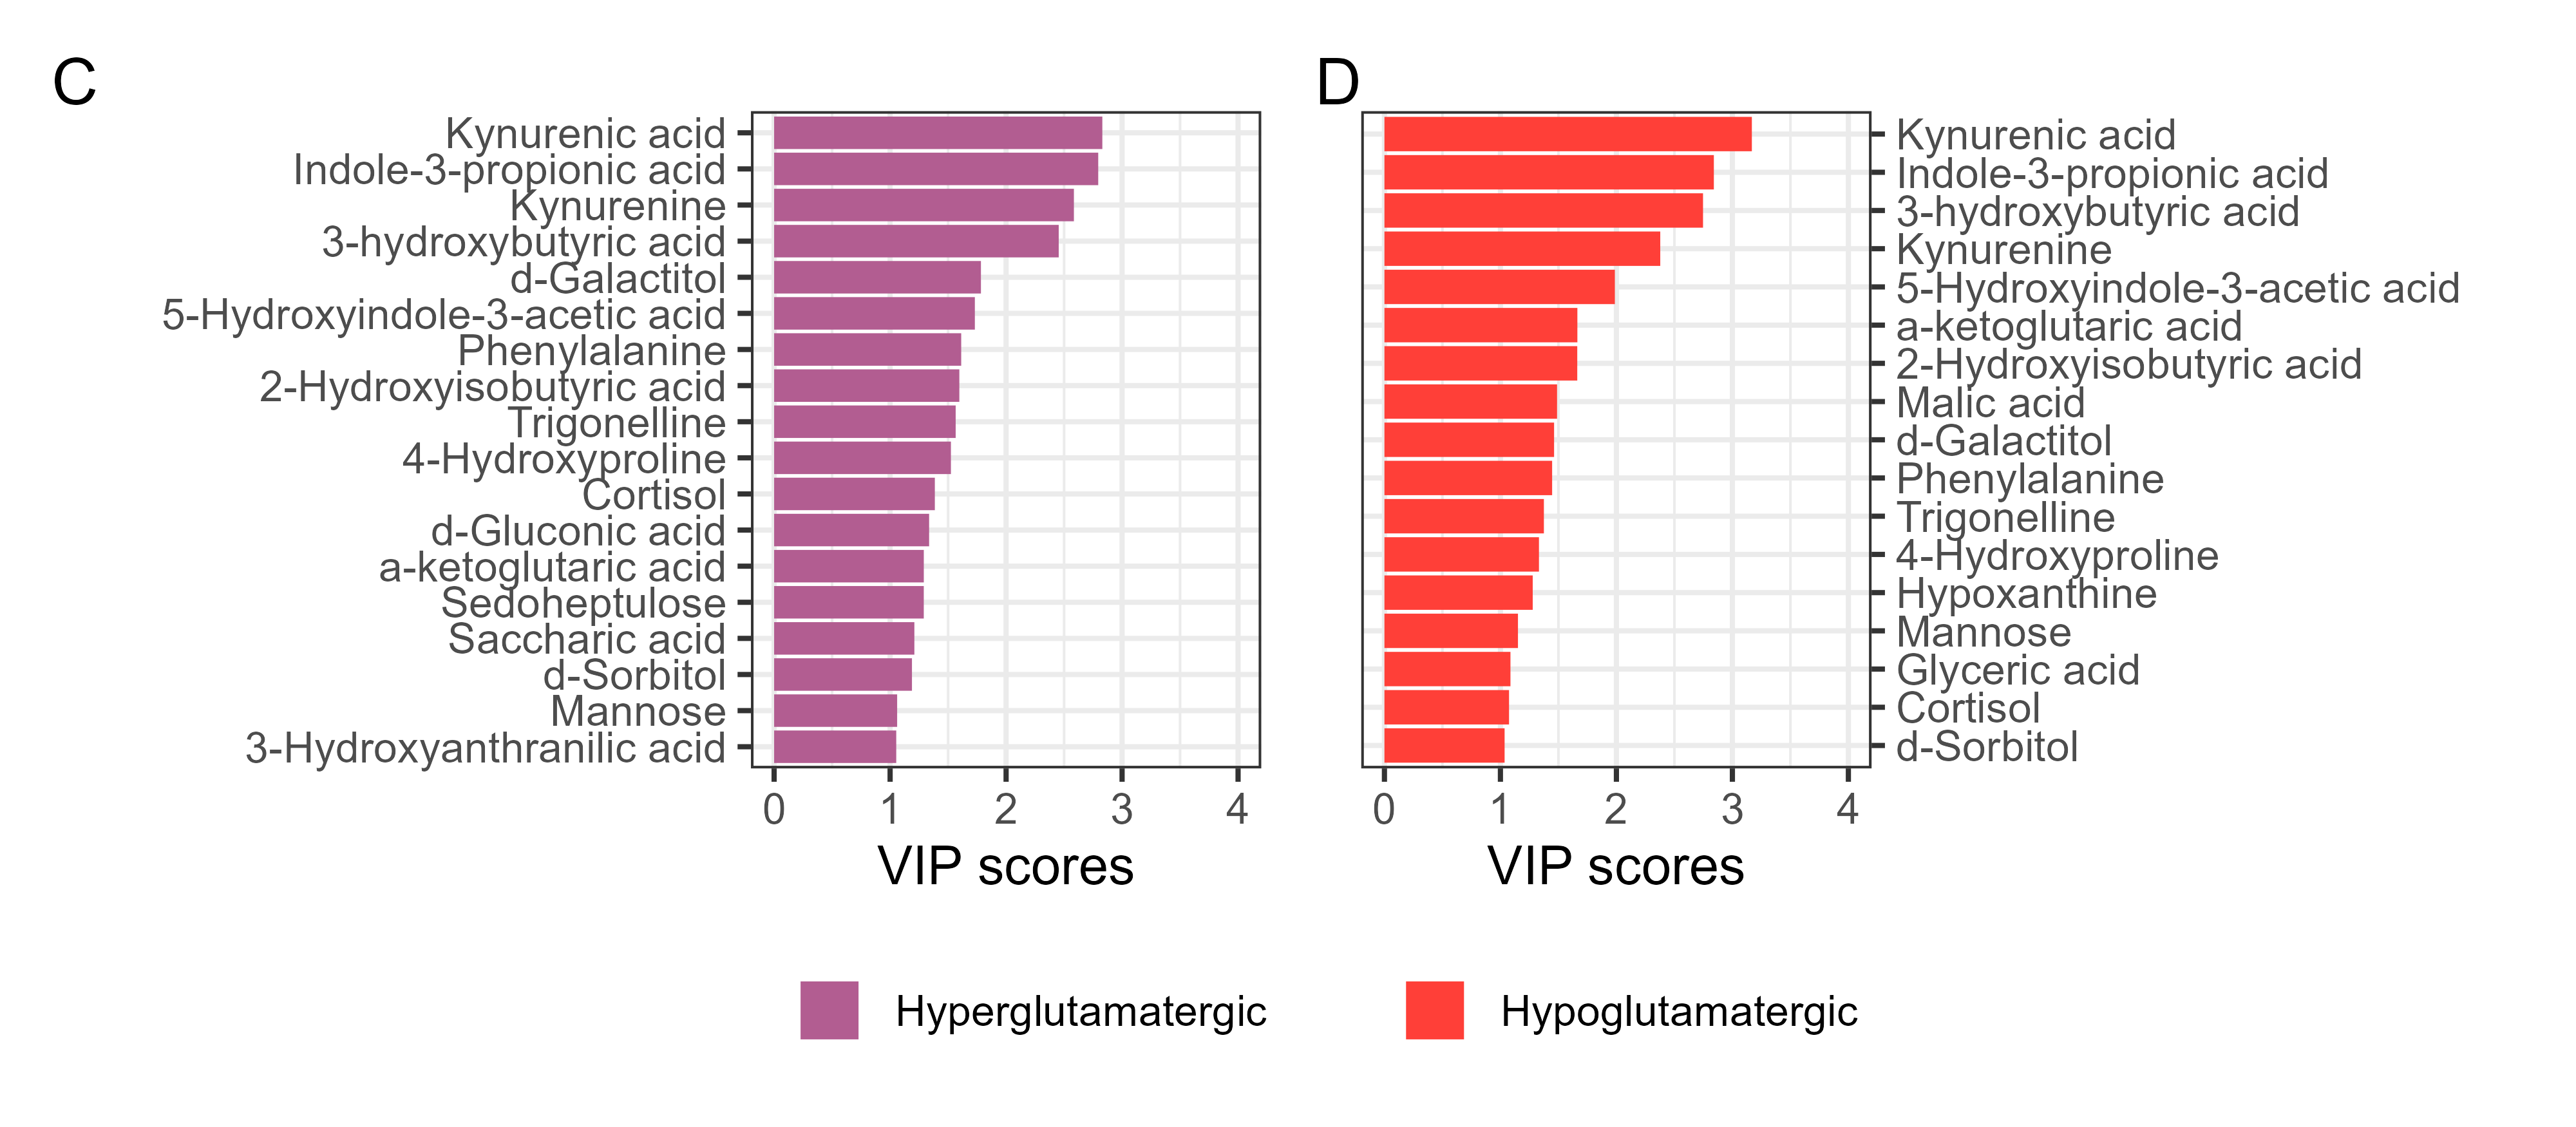 C
Kynurenic acid
Indole-3-propionic acid
Kynurenine
3-hydroxybutyric acid
d-Galactitol
5-Hydroxyindole-3-acetic acid
Phenylalanine
2-Hydroxyisobutyric acid
Trigonelline
4-Hydroxyproline
Cortisol
d-Gluconic acid
a-ketoglutaric acid
Sedoheptulose
Saccharic acid
d-Sorbitol
Mannose
3-Hydroxyanthranilic acid
0 1 2 3 4
VIP scores
D
Kynurenic acid
Indole-3-propionic acid
3-hydroxybutyric acid
Kynurenine
5-Hydroxyindole-3-acetic acid
a-ketoglutaric acid
2-Hydroxyisobutyric acid
Malic acid
d-Galactitol
Phenylalanine
Trigonelline
4-Hydroxyproline
Hypoxanthine
Mannose
Glyceric acid
Cortisol
d-Sorbitol
0 1 2 3 4
VIP scores
Hyperglutamatergic
Hypoglutamatergic